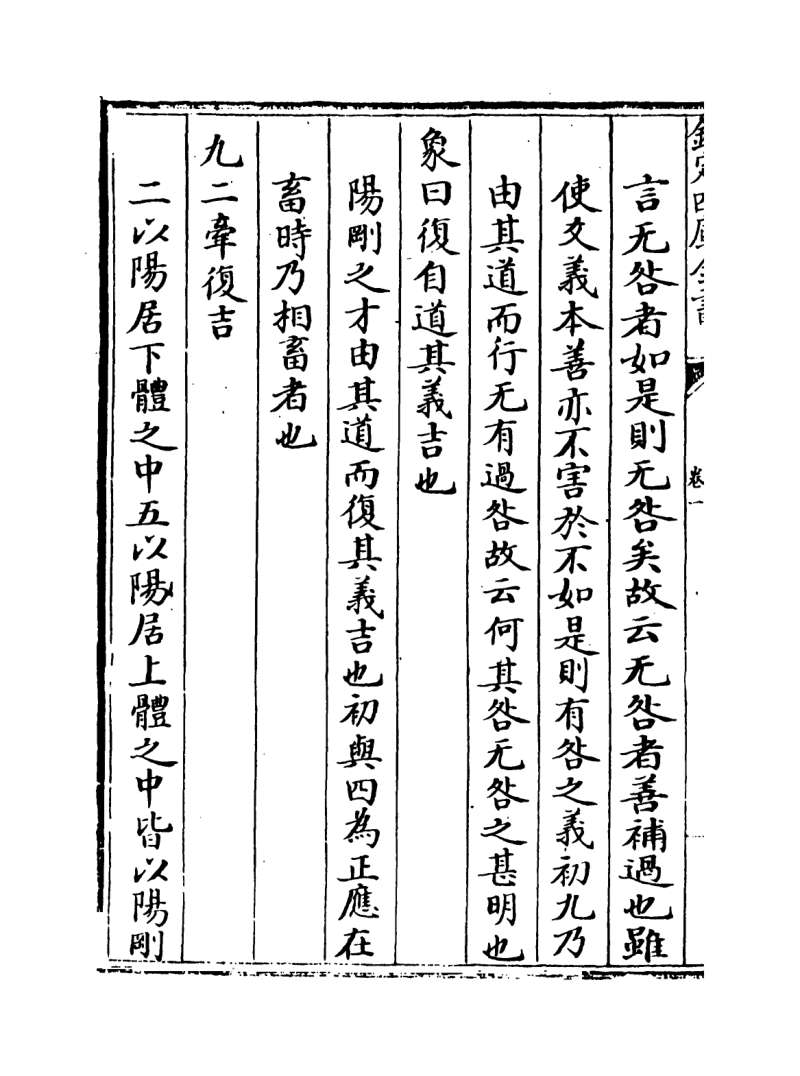 欽定四庫全書
卷一
言无咎者如是則无咎矣故云无咎者善補過也雖
使爻義本善亦不害於不如是則有咎之義初九乃
由其道而行无有過咎故云何其咎无咎之甚明也
象曰復自道其義吉也
陽剛之才由其道而復其義吉也初與四為正應在
畜時乃相畜者也
九二牽復吉
二以陽居下體之中五以陽居上體之中皆以陽剛